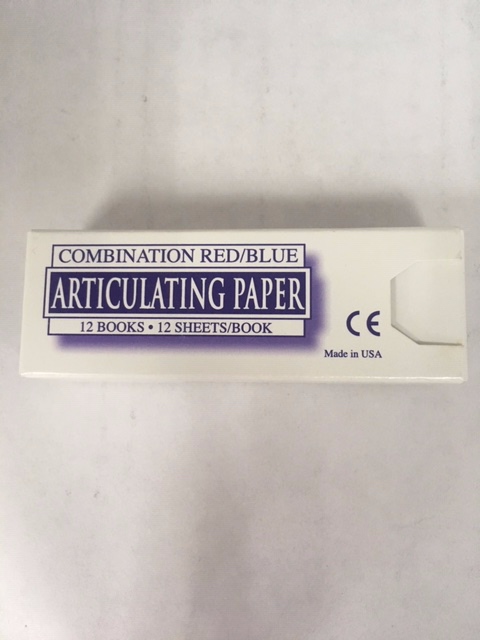 COMBINATION RED/BLUE
ARTICULATING PAPER
12 BOOKS • 12 SHEETS/BOOK
CE
Made in USA